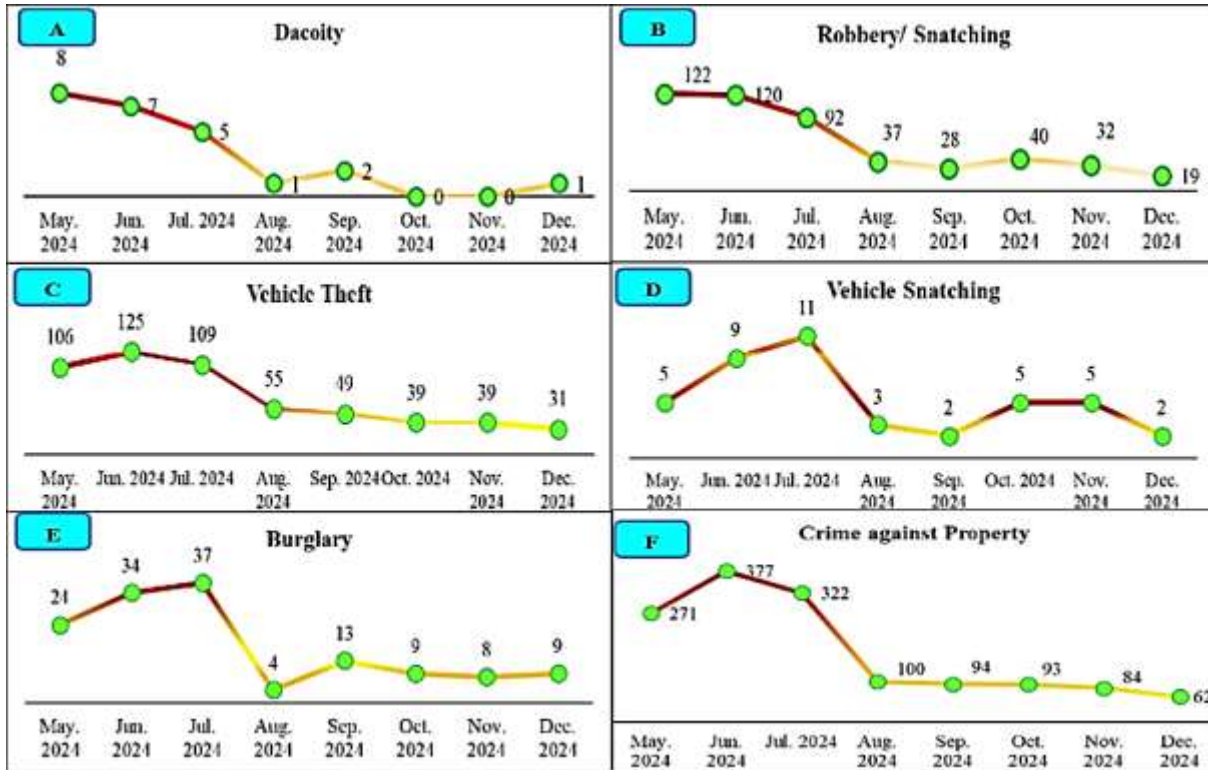 A
Dacoity
8
7
5
1
2
0
0
1
May. 2024
Jun. 2024
Jul. 2024
Aug. 2024
Sep. 2024
Oct. 2024
Nov. 2024
Dec. 2024
B
Robbery/ Snatching
122
120
92
37
28
40
32
19
May. 2024
Jun. 2024
Jul. 2024
Aug. 2024
Sep. 2024
Oct. 2024
Nov. 2024
Dec. 2024
C
Vehicle Theft
106
125
109
55
49
39
39
31
May. 2024
Jun. 2024
Jul. 2024
Aug. 2024
Sep. 2024
Oct. 2024
Nov. 2024
Dec. 2024
D
Vehicle Snatching
5
9
11
3
2
5
5
2
May. 2024
Jun. 2024
Jul. 2024
Aug. 2024
Sep. 2024
Oct. 2024
Nov. 2024
Dec. 2024
E
Burglary
34
37
4
13
9
8
9
May. 2024
Jun. 2024
Jul. 2024
Aug. 2024
Sep. 2024
Oct. 2024
Nov. 2024
Dec. 2024
F
Crime against Property
271
377
322
100
94
93
84
62
May. 2024
Jun. 2024
Jul. 2024
Aug. 2024
Sep. 2024
Oct. 2024
Nov. 2024
Dec. 2024